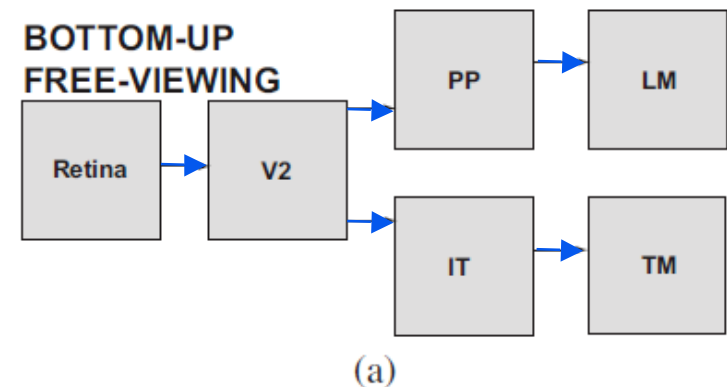 BOTTOM-UP
FREE-VIEWING
PP
LM
Retina
V2
IT
TM
(a)